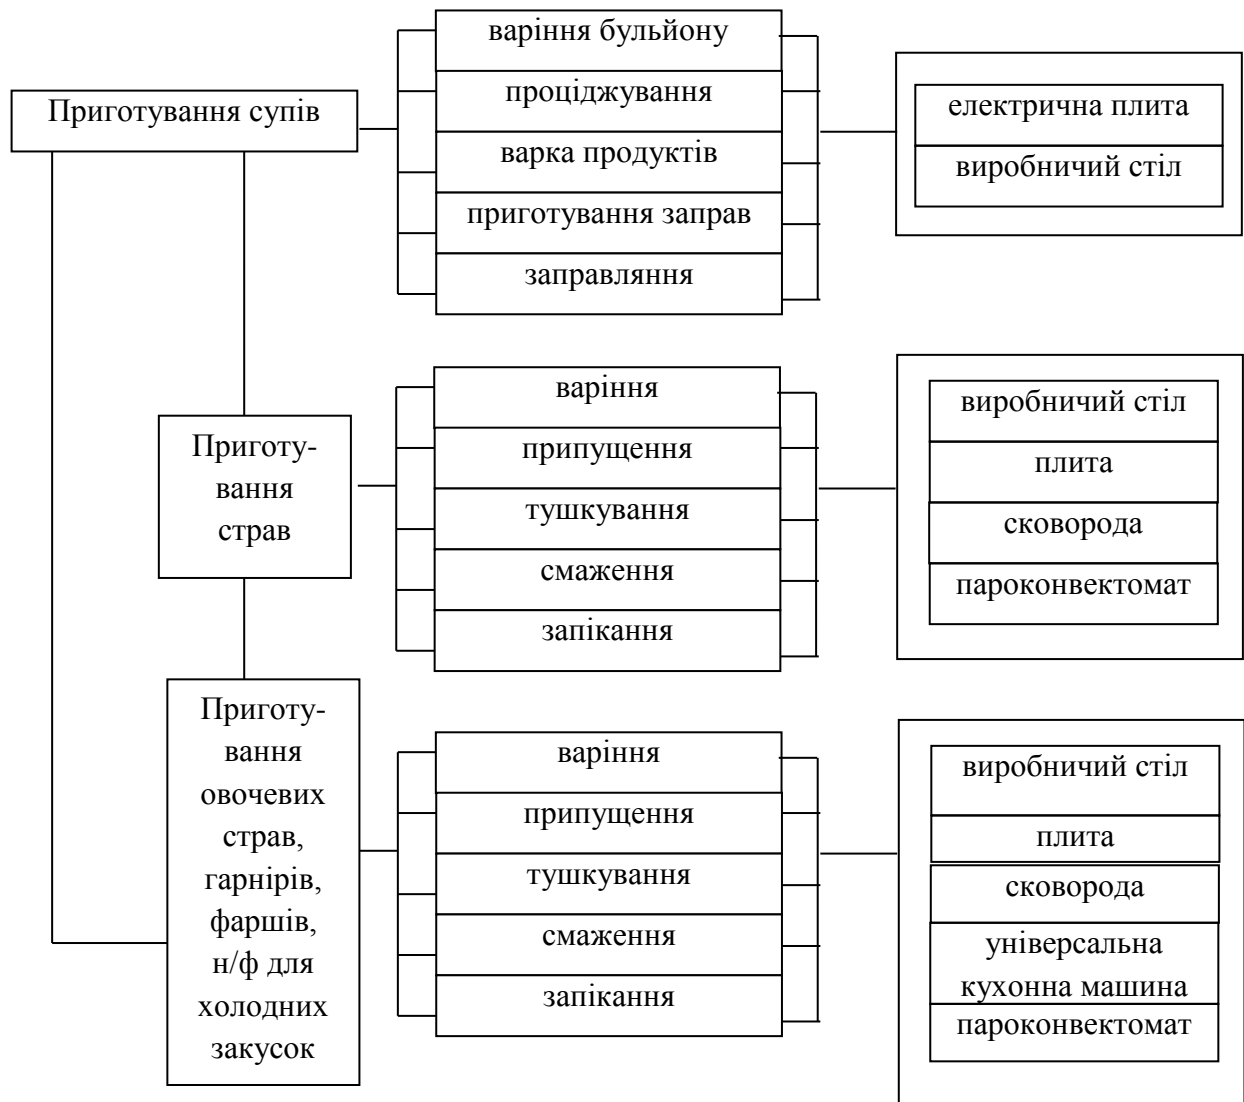 Приготування супів
варіння бульйону
проціджування
варка продуктів
приготування заправ
заправляння
електрична плита
виробничий стіл
Приготу-
вання
страв
варіння
припущення
тушкування
смаження
запікання
виробничий стіл
плита
сковорода
пароконвектомат
Приготу-
вання
овочевих
страв,
гарнірів,
фаршів,
н/ф для
холодних
закусок
варіння
припущення
тушкування
смаження
запікання
виробничий стіл
плита
сковорода
універсальна
кухонна машина
пароконвектомат